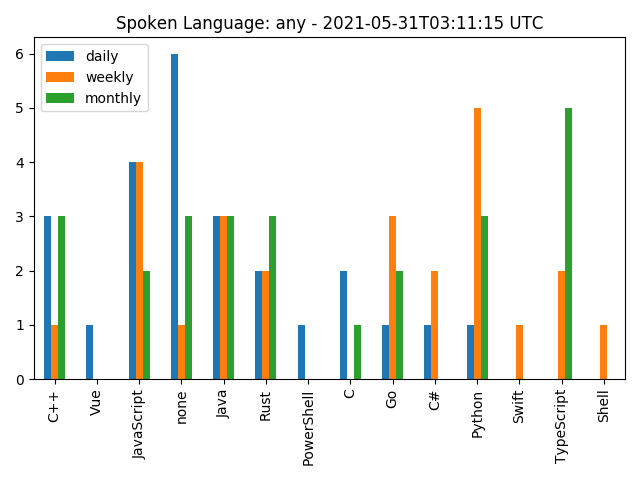 Spoken Language: any - 2021-05-31T03:11:15 UTC
daily
weekly
monthly
6
5
4
3
2
1
0
C++
Vue
JavaScript
none
Java
Rust
PowerShell
C
Go
C#
Python
Swift
TypeScript
Shell